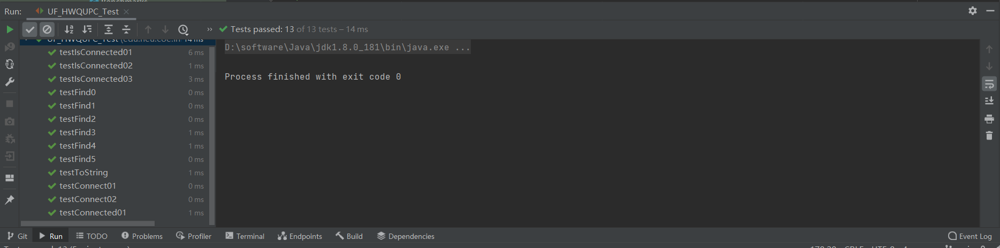 Benchmarks
Run: UF_HWQUPC_Test
Tests passed: 13 of 13 tests – 14 ms
UF_HWQUPC_Test (edu.neu.coe.in 14 ms
testIsConnected01 6 ms
testIsConnected02 1 ms
testIsConnected03 3 ms
testFind0 0 ms
testFind1 0 ms
testFind2 0 ms
testFind3 1 ms
testFind4 1 ms
testFind5 0 ms
testToString 1 ms
testConnect01 0 ms
testConnect02 0 ms
testConnected01 1 ms
D:\software\Java\jdk1.8.0_181\bin\java.exe ...
Process finished with exit code 0
Git Run TODO Problems Profiler Terminal Endpoints Build Dependencies Event Log